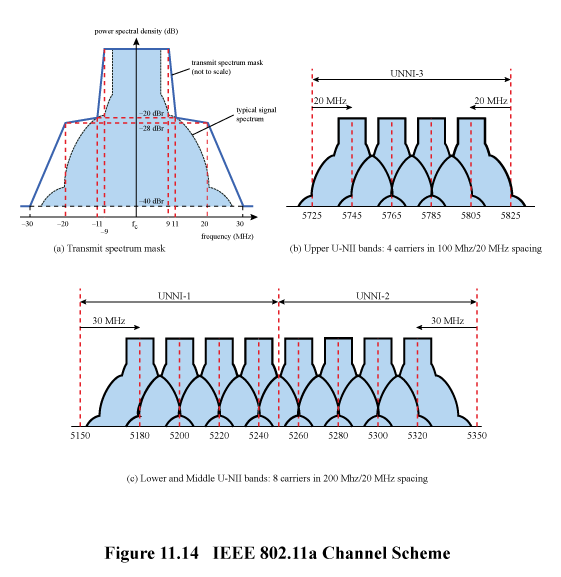 power spectral density (dB)
transmit spectrum mask
(not to scale)
typical signal
spectrum
−20 dBr
−28 dBr
−40 dBr
−30 −20 −11 −9 fc 9 11 20 30
frequency (MHz)
(a) Transmit spectrum mask
UNNI-3
20 MHz 20 MHz
5725 5745 5765 5785 5805 5825
(b) Upper U-NII bands: 4 carriers in 100 Mhz/20 MHz spacing
UNNI-1 UNNI-2
30 MHz 30 MHz
5150 5180 5200 5220 5240 5260 5280 5300 5320 5350
(c) Lower and Middle U-NII bands: 8 carriers in 200 Mhz/20 MHz spacing
Figure 11.14 IEEE 802.11a Channel Scheme